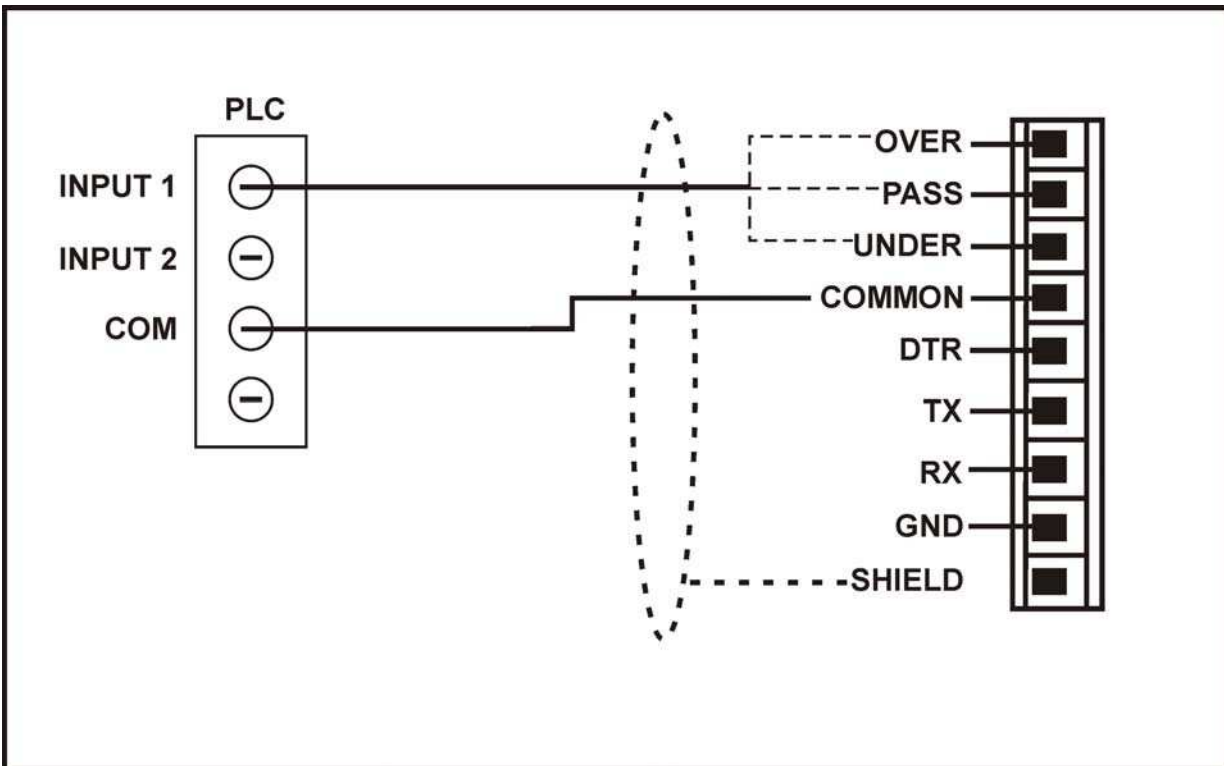 PLC
INPUT 1
INPUT 2
COM
OVER
PASS
UNDER
COMMON
DTR
TX
RX
GND
SHIELD